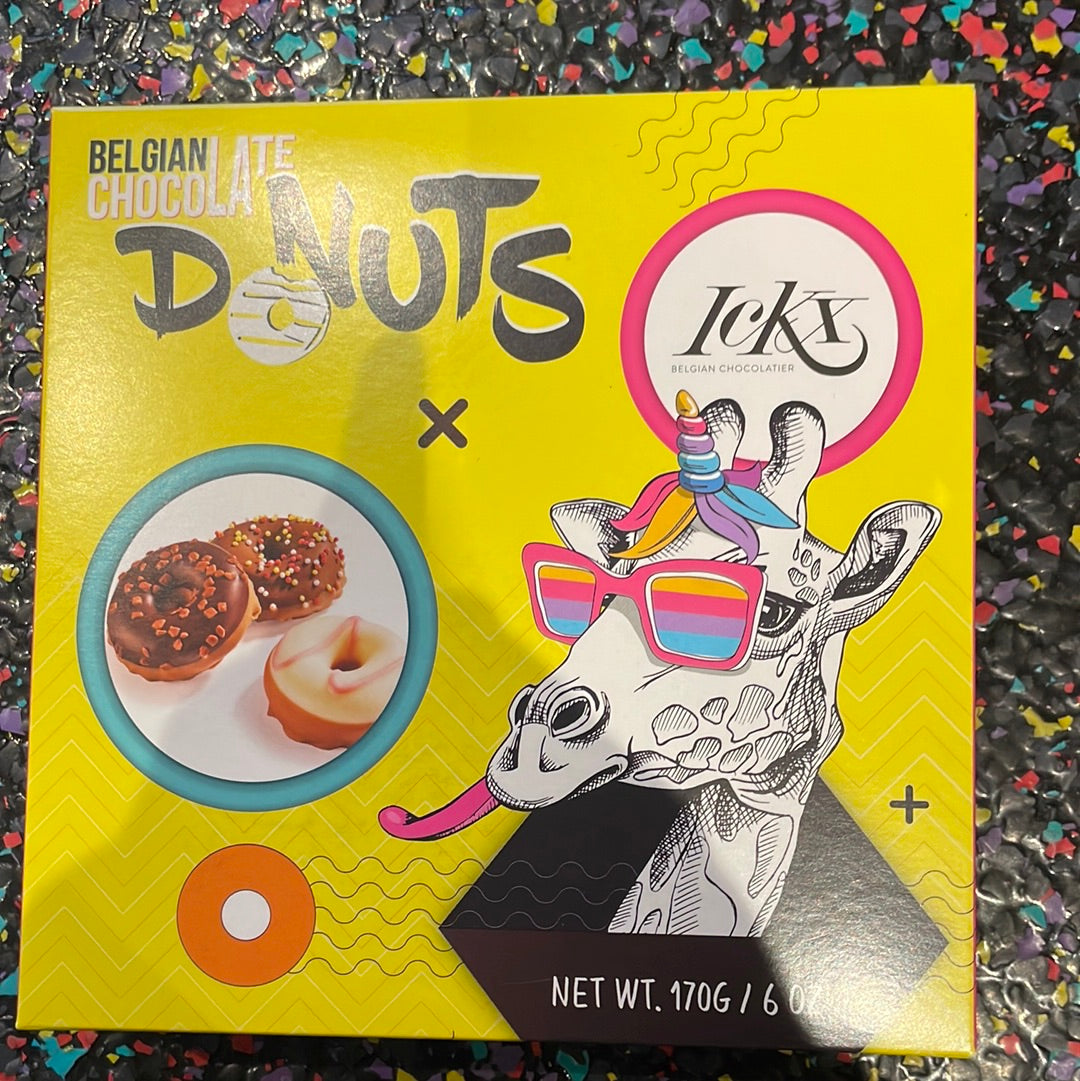 BELGIAN
CHOCOLATE
DONUTS
Ickx
BELGIAN CHOCOLATIER
NET WT. 170G / 6 OZ